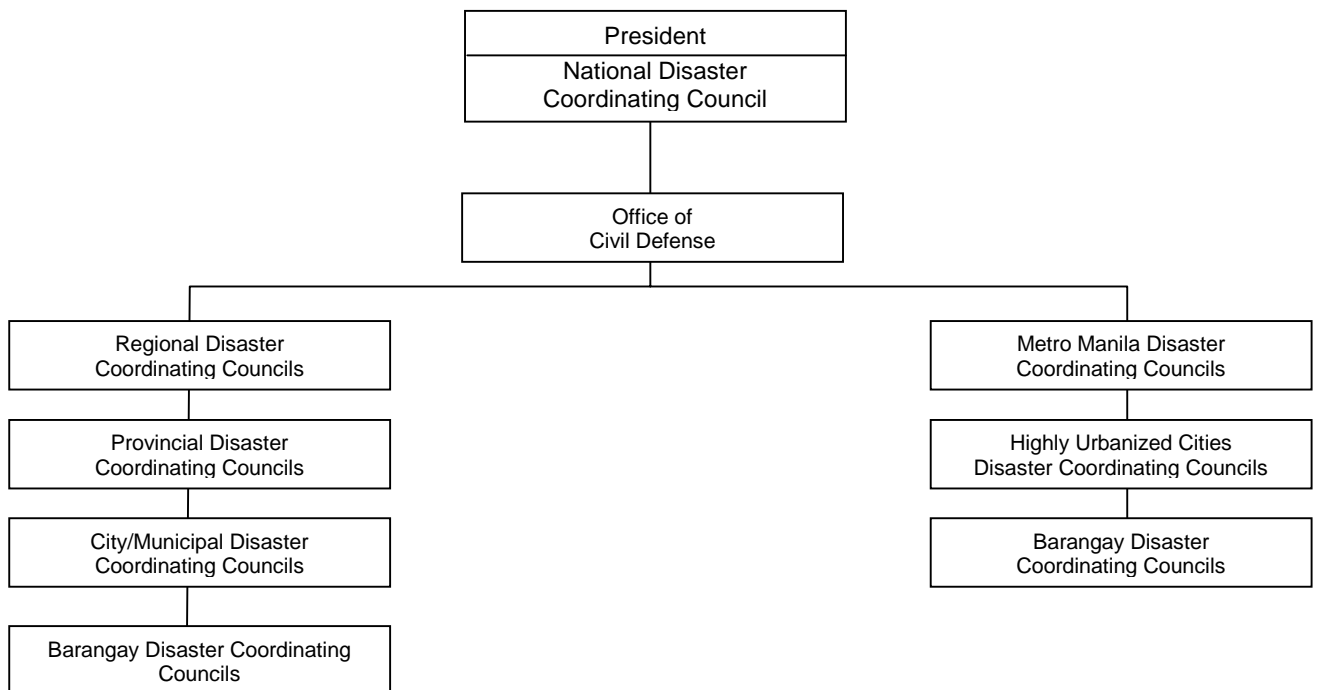 President
National Disaster
Coordinating Council
Office of
Civil Defense
Regional Disaster
Coordinating Councils
Provincial Disaster
Coordinating Councils
City/Municipal Disaster
Coordinating Councils
Barangay Disaster Coordinating
Councils
Metro Manila Disaster
Coordinating Councils
Highly Urbanized Cities
Disaster Coordinating Councils
Barangay Disaster
Coordinating Councils